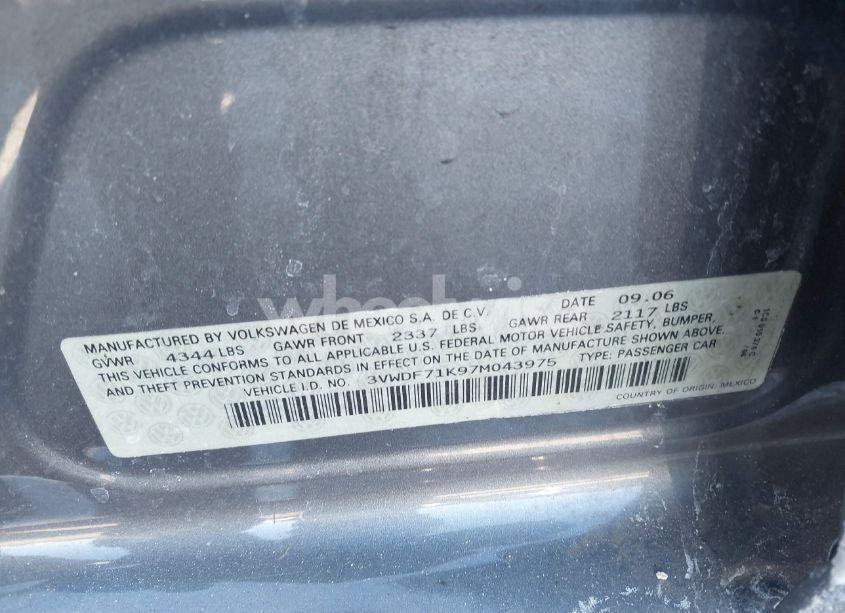 MANUFACTURED BY VOLKSWAGEN DE MEXICO S.A. DE C.V. DATE 09.06
GVWR 4344 LBS GAWR FRONT 2337 LBS GAWR REAR 2117 LBS
THIS VEHICLE CONFORMS TO ALL APPLICABLE U.S. FEDERAL MOTOR VEHICLE SAFETY, BUMPER,
AND THEFT PREVENTION STANDARDS IN EFFECT ON THE DATE OF MANUFACTURE SHOWN ABOVE.
VEHICLE I.D. NO. 3VWDF71K97M043975 TYPE: PASSENGER CAR
COUNTRY OF ORIGIN: MEXICO